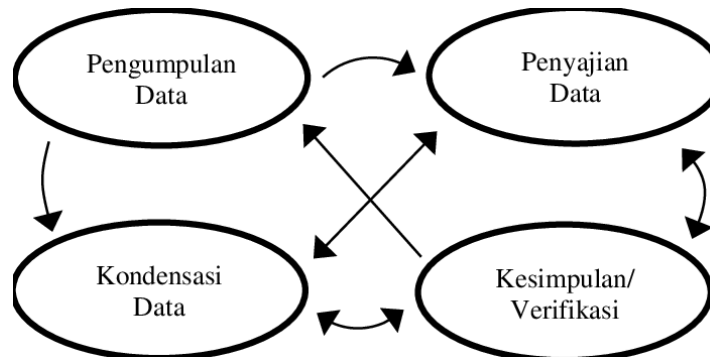 Pengumpulan
Data
Penyajian
Data
Kondensasi
Data
Kesimpulan/
Verifikasi